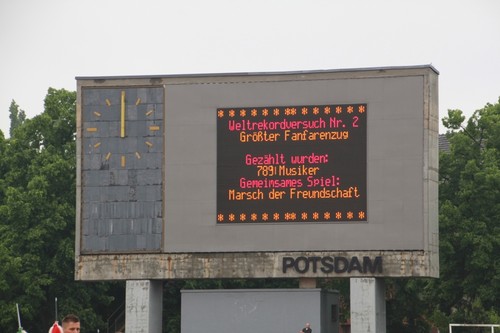 Weltrekordversuch Nr. 2
Größter Fanfarenzug
Gezählt wurden:
789 Musiker
Gemeinsames Spiel:
Marsch der Freundschaft
POTSDAM